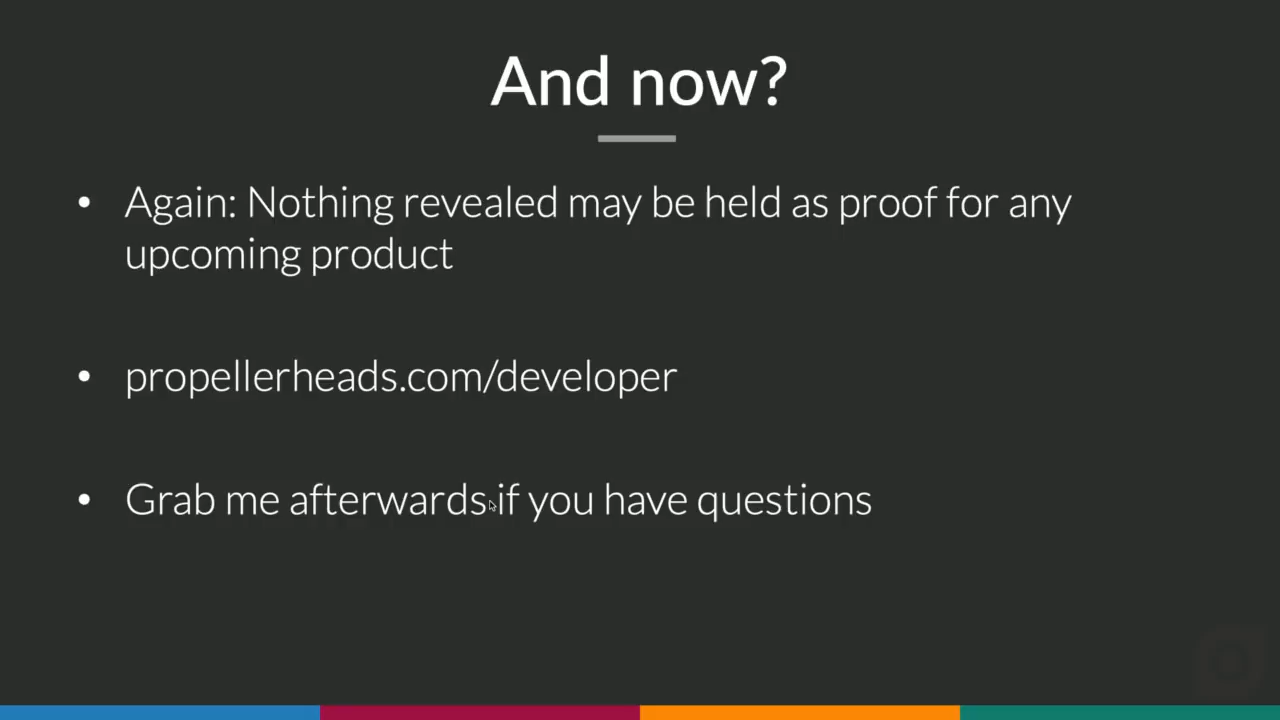 And now?
• Again: Nothing revealed may be held as proof for any
upcoming product
• propellerheads.com/developer
• Grab me afterwards if you have questions